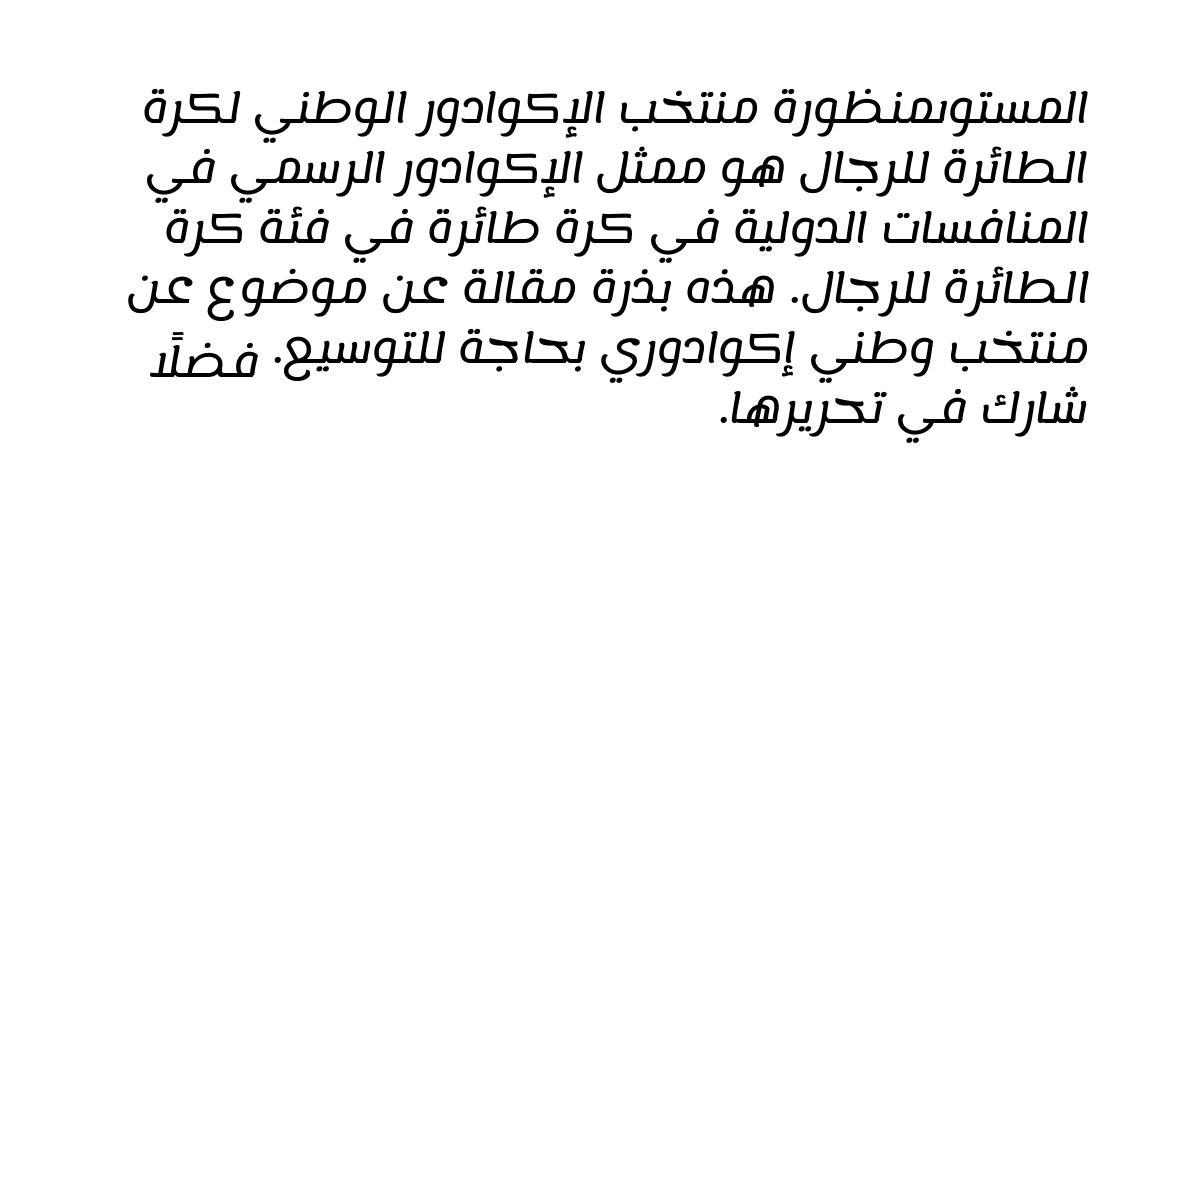 المستوىمنظورة منتخب الإكوادور الوطني لكرة
الطائرة للرجال هو ممثل الإكوادور الرسمي في
المنافسات الدولية في كرة طائرة في فئة كرة
الطائرة للرجال. هذه بذرة مقالة عن موضوع عن
منتخب وطني إكوادوري بحاجة للتوسيع. فضلًا
شارك في تحريرها.